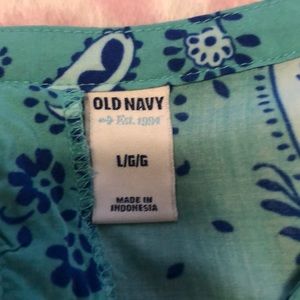 OLD NAVY
Est. 1994
L/G/G
MADE IN
INDONESIA